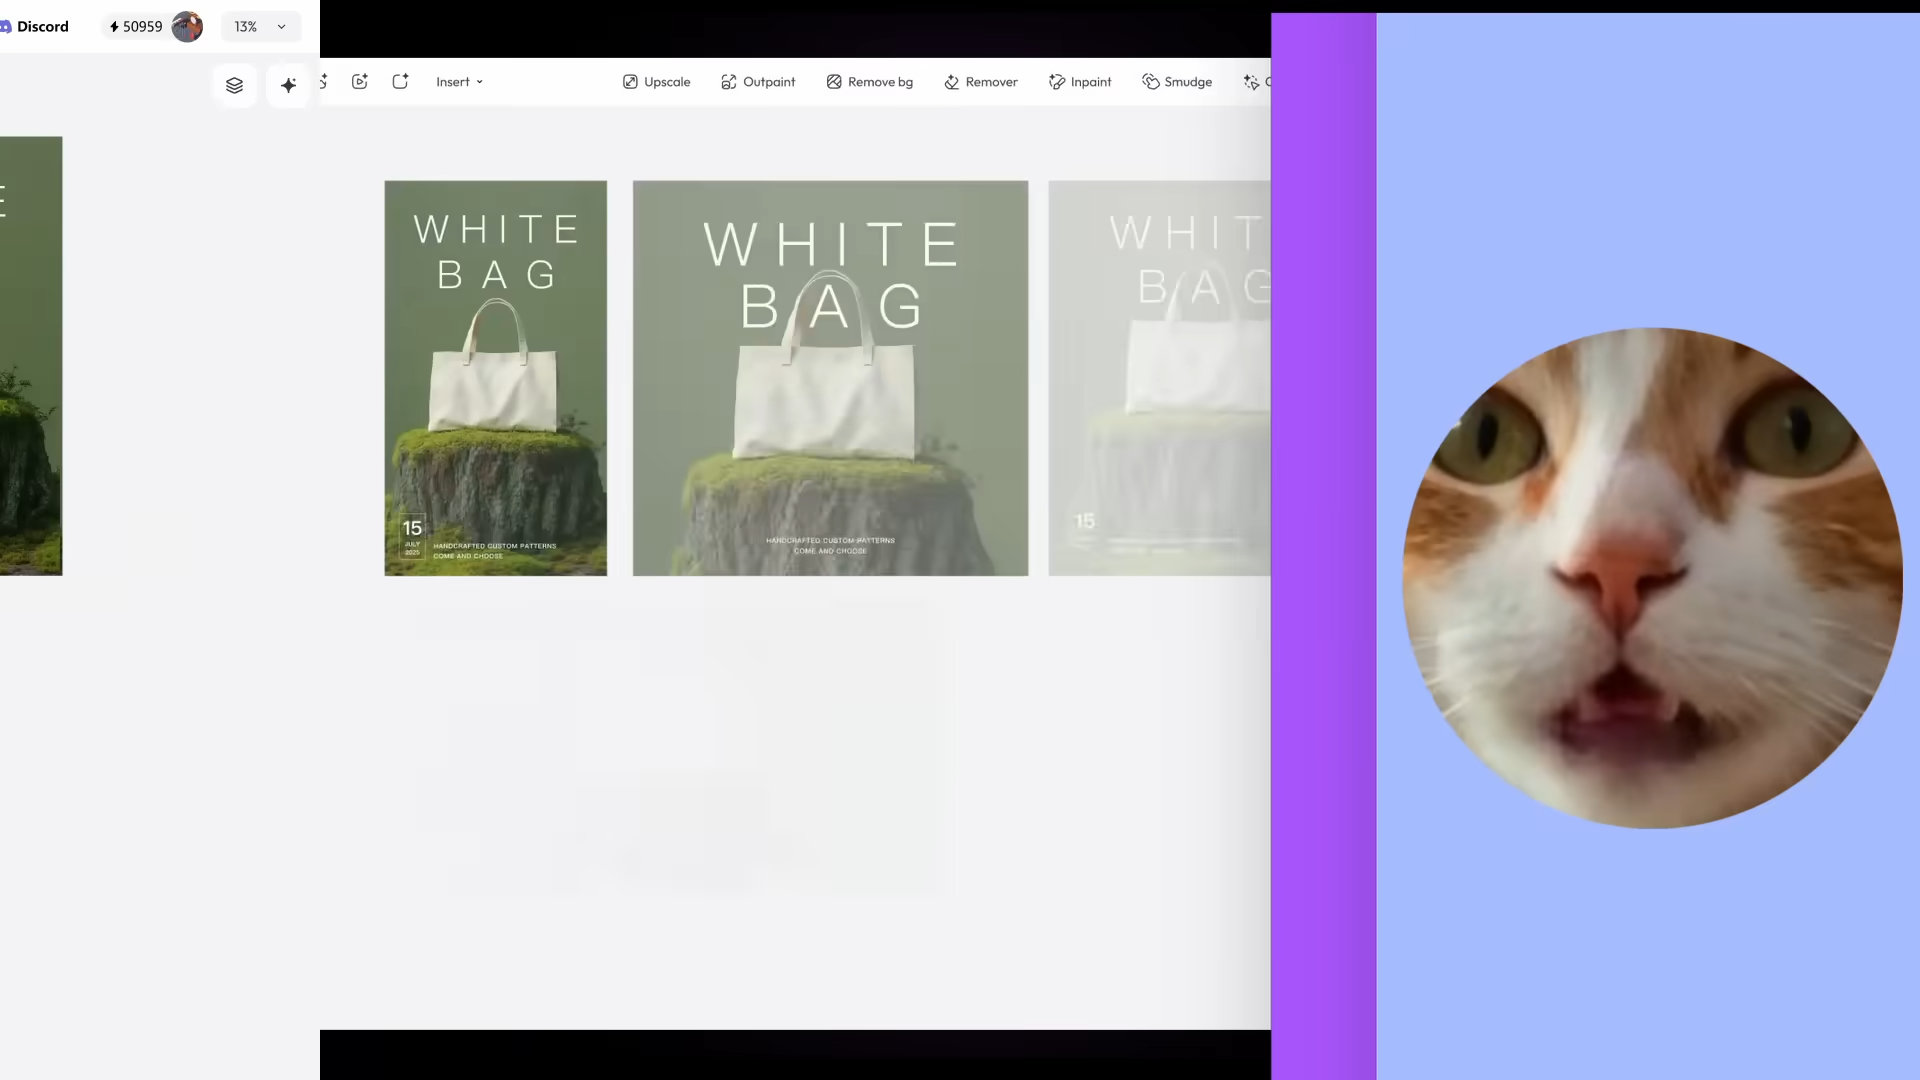 Discord
50959
13%
Insert
Upscale
Outpaint
Remove bg
Remover
Inpaint
Smudge
WHITE
BAG
15
JULY
2025
HANDCRAFTED CUSTOM PATTERNS
COME AND CHOOSE
WHITE
BAG
HANDCRAFTED CUSTOM PATTERNS
COME AND CHOOSE
WHIT
BAG
15